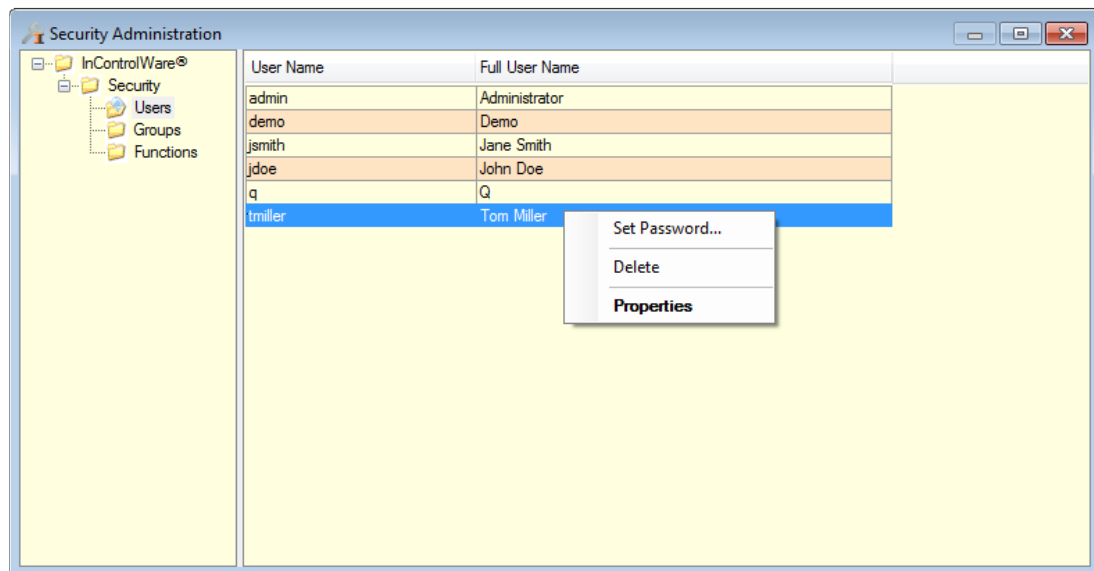 Security Administration
InControlWare®
Security
Users
Groups
Functions
User Name Full User Name
admin Administrator
demo Demo
jsmith Jane Smith
jdoe John Doe
q Q
tmiller Tom Miller
Set Password...
Delete
Properties